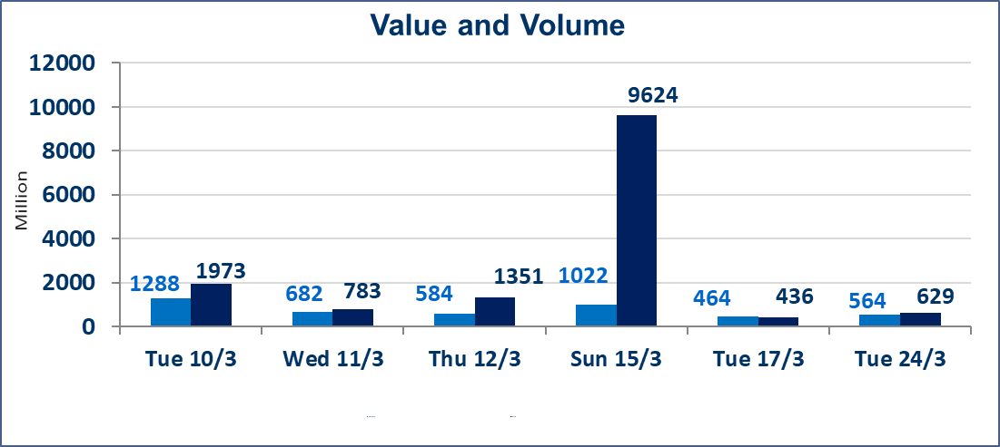 Value and Volume
12000
10000
8000
6000
4000
2000
0
Million
1288
1973
682
783
584
1351
1022
9624
464
436
564
629
Tue 10/3
Wed 11/3
Thu 12/3
Sun 15/3
Tue 17/3
Tue 24/3